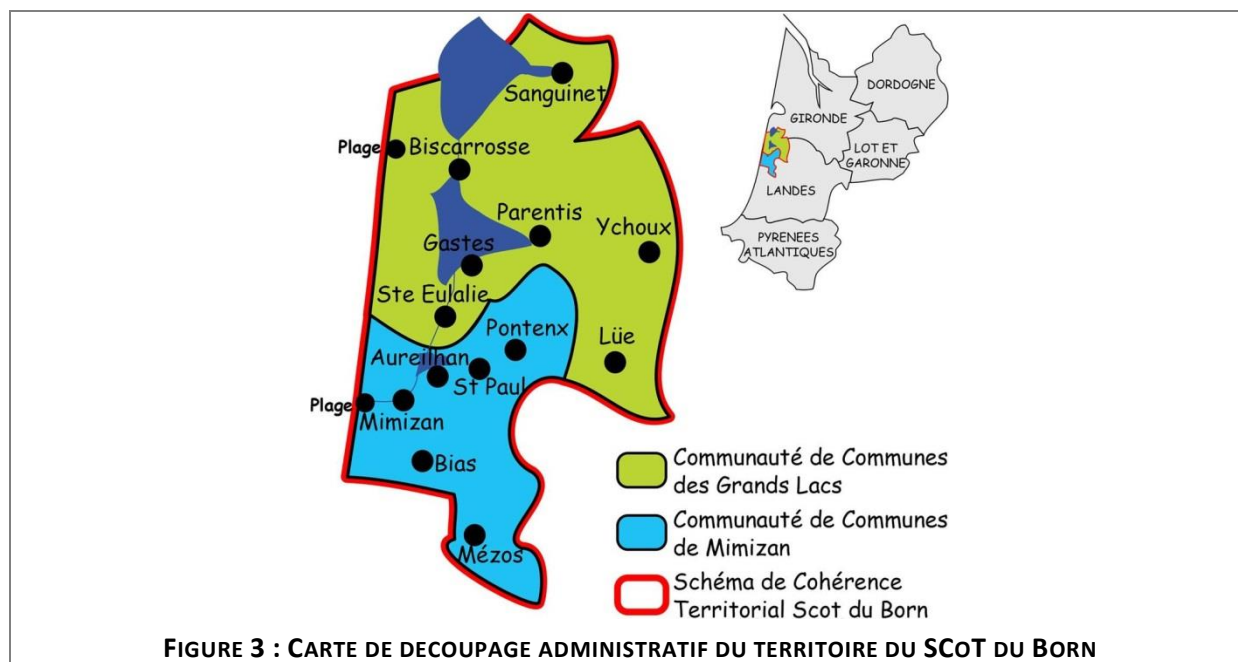 Sanguinet
Plage
Biscarrosse
Parentis
Ychoux
Gastes
Ste Eulalie
Pontenx
Lüe
Aureilhan
St Paul
Plage
Mimizan
Bias
Mézos
DORDOGNE
GIRONDE
LOT ET
GARONNE
LANDES
PYRENEES
ATLANTIQUES
Communauté de Communes
des Grands Lacs
Communauté de Communes
de Mimizan
Schéma de Cohérence
Territorial Scot du Born
FIGURE 3 : CARTE DE DECOUPAGE ADMINISTRATIF DU TERRITOIRE DU SCOT DU BORN